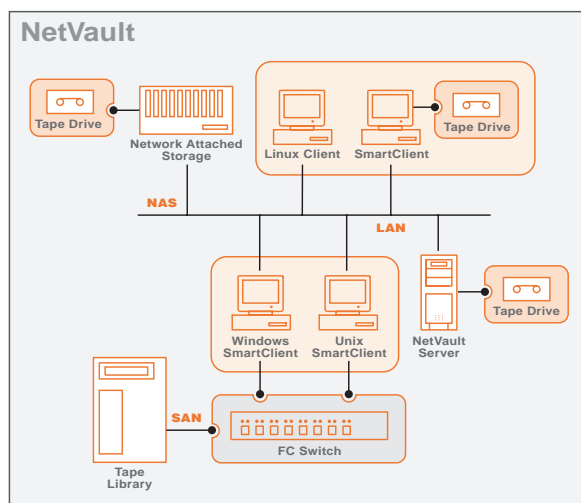 NetVault
Tape Drive
Network Attached
Storage
Linux Client
SmartClient
Tape Drive
NAS
LAN
Windows
SmartClient
Unix
SmartClient
NetVault
Server
Tape Drive
SAN
FC Switch
Tape
Library